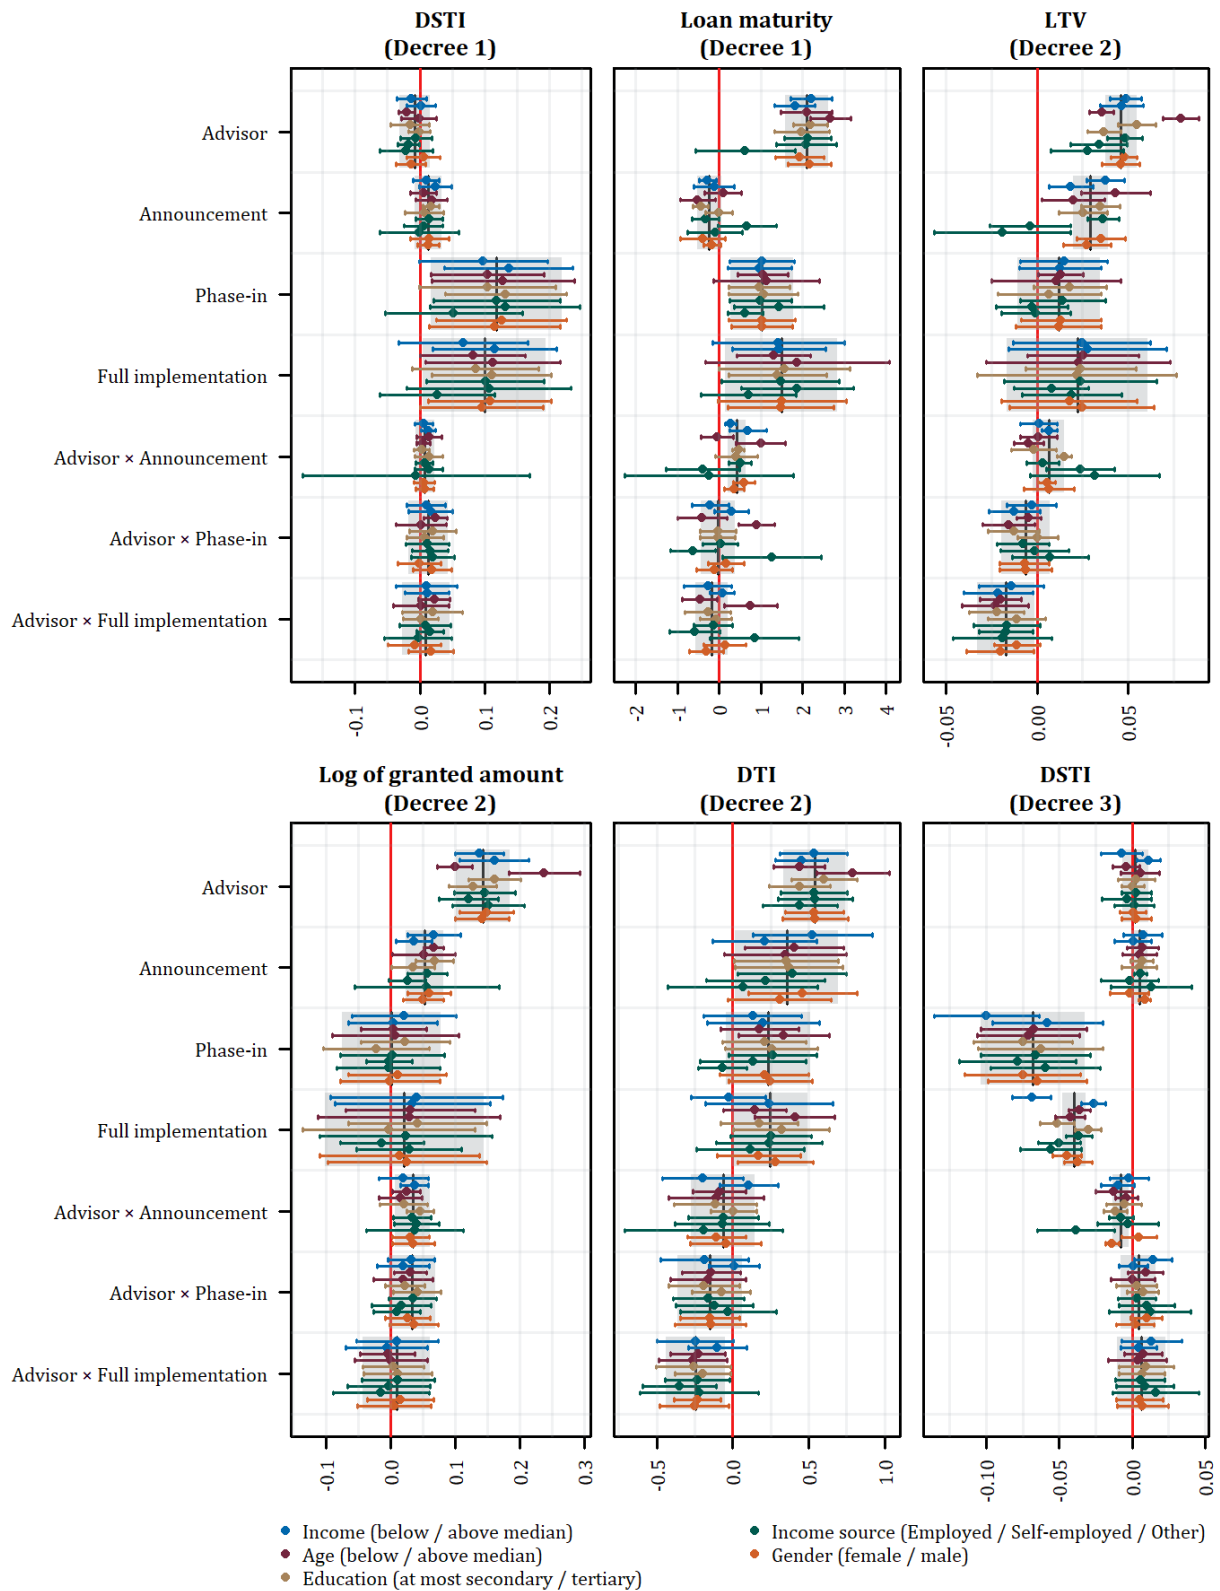 DSTI
(Decree 1)
Loan maturity
(Decree 1)
LTV
(Decree 2)
Advisor
Announcement
Phase-in
Full implementation
Advisor × Announcement
Advisor × Phase-in
Advisor × Full implementation
-0.1 0.0 0.1 0.2
-2 -1 0 1 2 3 4
-0.05 0.00 0.05
Log of granted amount
(Decree 2)
DTI
(Decree 2)
DSTI
(Decree 3)
Advisor
Announcement
Phase-in
Full implementation
Advisor × Announcement
Advisor × Phase-in
Advisor × Full implementation
-0.1 0.0 0.1 0.2 0.3
-0.5 0.0 0.5 1.0
-0.10 0.00 0.05
Income (below / above median)
Age (below / above median)
Education (at most secondary / tertiary)
Income source (Employed / Self-employed / Other)
Gender (female / male)